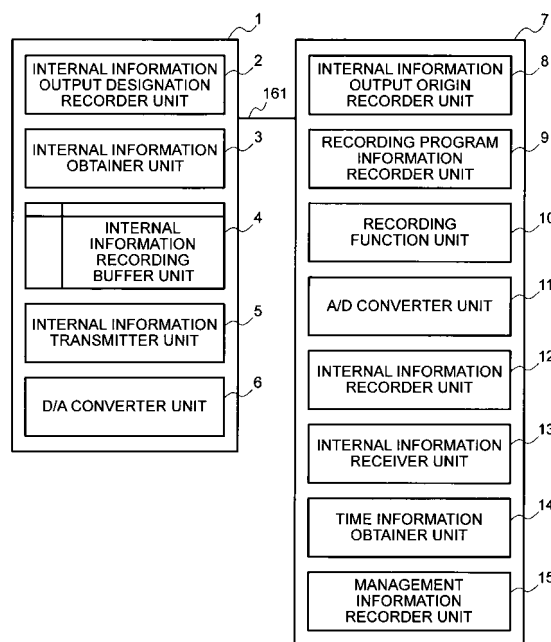 1
INTERNAL INFORMATION
OUTPUT DESIGNATION
RECORDER UNIT
2
INTERNAL INFORMATION
OBTAINER UNIT
3
INTERNAL
INFORMATION
RECORDING
BUFFER UNIT
4
INTERNAL INFORMATION
TRANSMITTER UNIT
5
D/A CONVERTER UNIT
6
161
7
INTERNAL INFORMATION
OUTPUT ORIGIN
RECORDER UNIT
8
RECORDING PROGRAM
INFORMATION
RECORDER UNIT
9
RECORDING
FUNCTION UNIT
10
A/D CONVERTER
UNIT
11
INTERNAL INFORMATION
RECORDER UNIT
12
INTERNAL INFORMATION
RECEIVER UNIT
13
TIME INFORMATION
OBTAINER UNIT
14
MANAGEMENT
INFORMATION
RECORDER UNIT
15